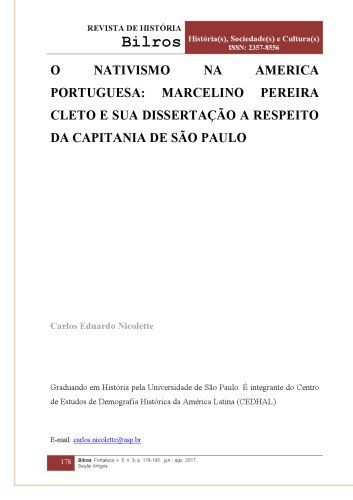 REVISTA DE HISTÓRIA
Bilros
História(s), Sociedade(s) e Cultura(s)
ISSN: 2357-8556
O NATIVISMO NA AMERICA
PORTUGUESA: MARCELINO PEREIRA
CLETO E SUA DISSERTAÇÃO A RESPEITO
DA CAPITANIA DE SÃO PAULO
Carlos Eduardo Nicolette
Graduando em História pela Universidade de São Paulo. É integrante do Centro
de Estudos de Demografia Histórica da América Latina (CEDHAL)
E-mail: carlos.nicolette@usp.br
178
Bilros, Fortaleza, v. 5, n. 9, p. 178-195, jun.- ago. 2017.
Seção Artigos